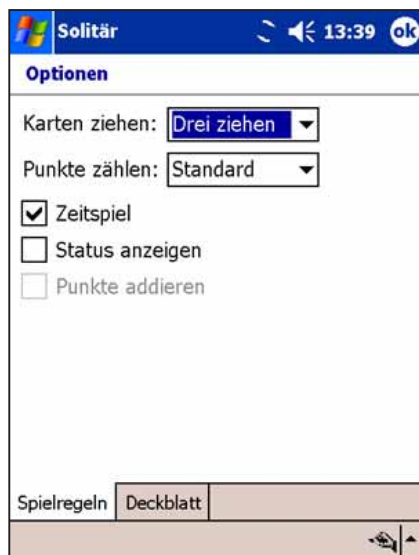 Solitär 13:39 ok
Optionen
Karten ziehen: Drei ziehen
Punkte zählen: Standard
Zeitspiel
Status anzeigen
Punkte addieren
Spielregeln Deckblatt